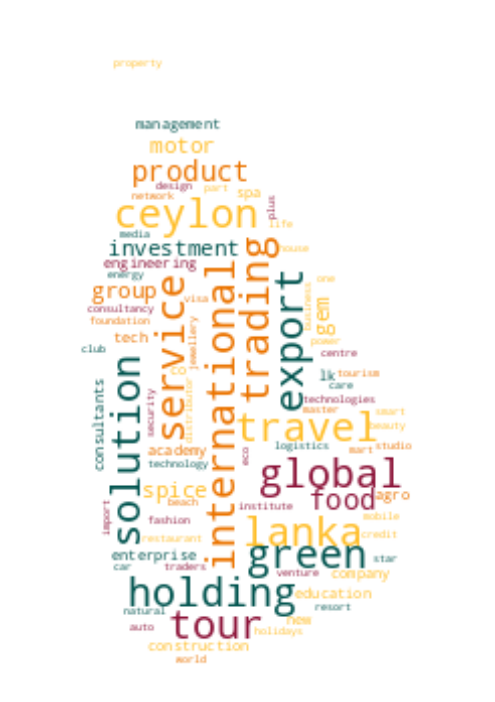 property
management
motor
product
design
part
network
spa
plus
ceylon
life
media
investment
house
engineering
energy
group
visa
one
business
gem
consultancy
foundation
service
international
trading
export
tech
jewellery
power
club
centre
co
lk
tourism
care
consultants
solution
security
distributor
technologies
master
smart
travel
beauty
academy
eco
logistics
mart
studio
technology
global
spice
food
agro
import
beach
institute
fashion
lanka
mobile
restaurant
credit
enterprise
green
star
car
traders
venture
company
holding
education
natural
resort
auto
tour
new
holidays
construction
world